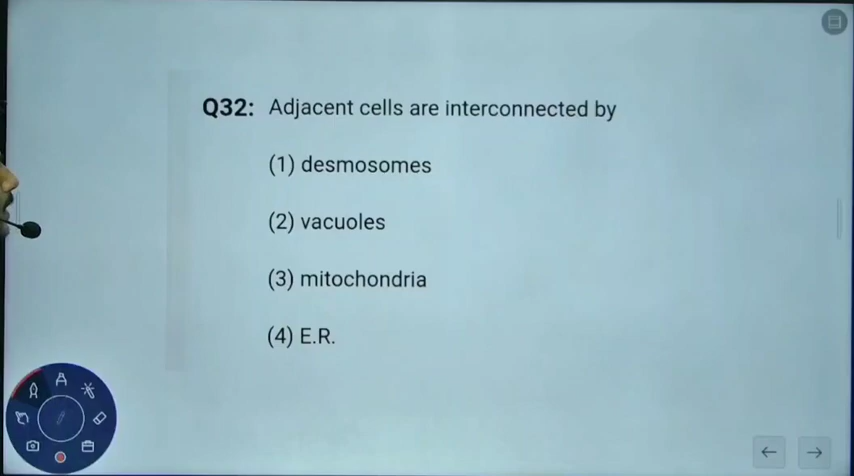 Q32: Adjacent cells are interconnected by
(1) desmosomes
(2) vacuoles
(3) mitochondria
(4) E.R.